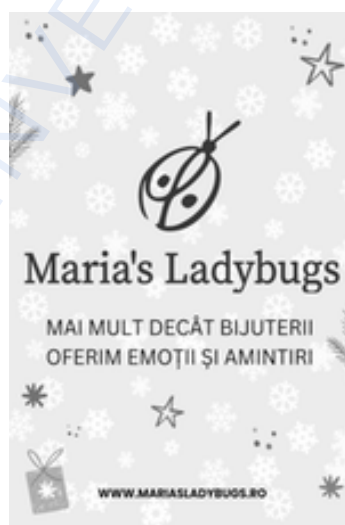 Maria's Ladybugs
MAI MULT DECÂT BIJUTERII
OFERIM EMOȚII ȘI AMINTIRI
WWW.MARIASLADYBUGS.RO